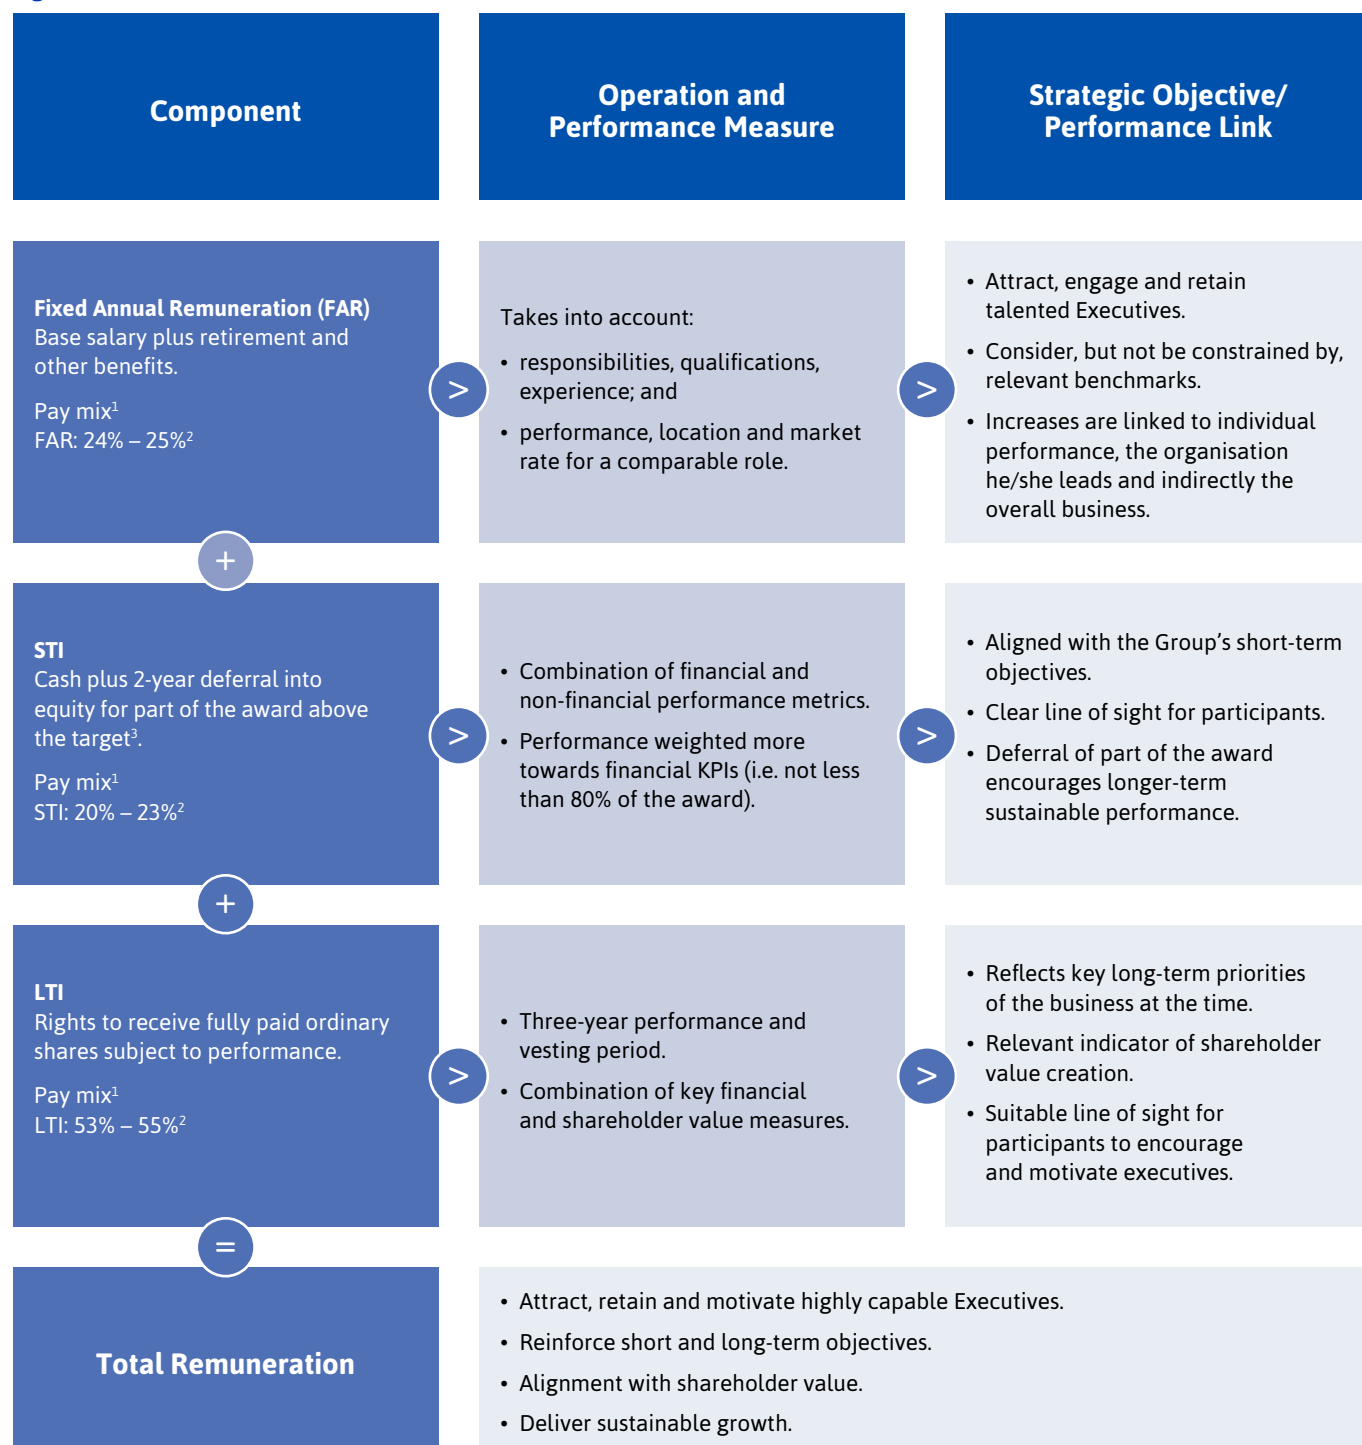 Component
Operation and
Performance Measure
Strategic Objective/
Performance Link
Fixed Annual Remuneration (FAR)
Base salary plus retirement and
other benefits.
Pay mix¹
FAR: 24% – 25%²
>
Takes into account:
• responsibilities, qualifications,
experience; and
• performance, location and market
rate for a comparable role.
>
• Attract, engage and retain
talented Executives.
• Consider, but not be constrained by,
relevant benchmarks.
• Increases are linked to individual
performance, the organisation
he/she leads and indirectly the
overall business.
+
STI
Cash plus 2-year deferral into
equity for part of the award above
the target³.
Pay mix¹
STI: 20% – 23%²
>
• Combination of financial and
non-financial performance metrics.
• Performance weighted more
towards financial KPIs (i.e. not less
than 80% of the award).
>
• Aligned with the Group’s short-term
objectives.
• Clear line of sight for participants.
• Deferral of part of the award
encourages longer-term
sustainable performance.
+
LTI
Rights to receive fully paid ordinary
shares subject to performance.
Pay mix¹
LTI: 53% – 55%²
>
• Three-year performance and
vesting period.
• Combination of key financial
and shareholder value measures.
>
• Reflects key long-term priorities
of the business at the time.
• Relevant indicator of shareholder
value creation.
• Suitable line of sight for
participants to encourage
and motivate executives.
=
Total Remuneration
• Attract, retain and motivate highly capable Executives.
• Reinforce short and long-term objectives.
• Alignment with shareholder value.
• Deliver sustainable growth.